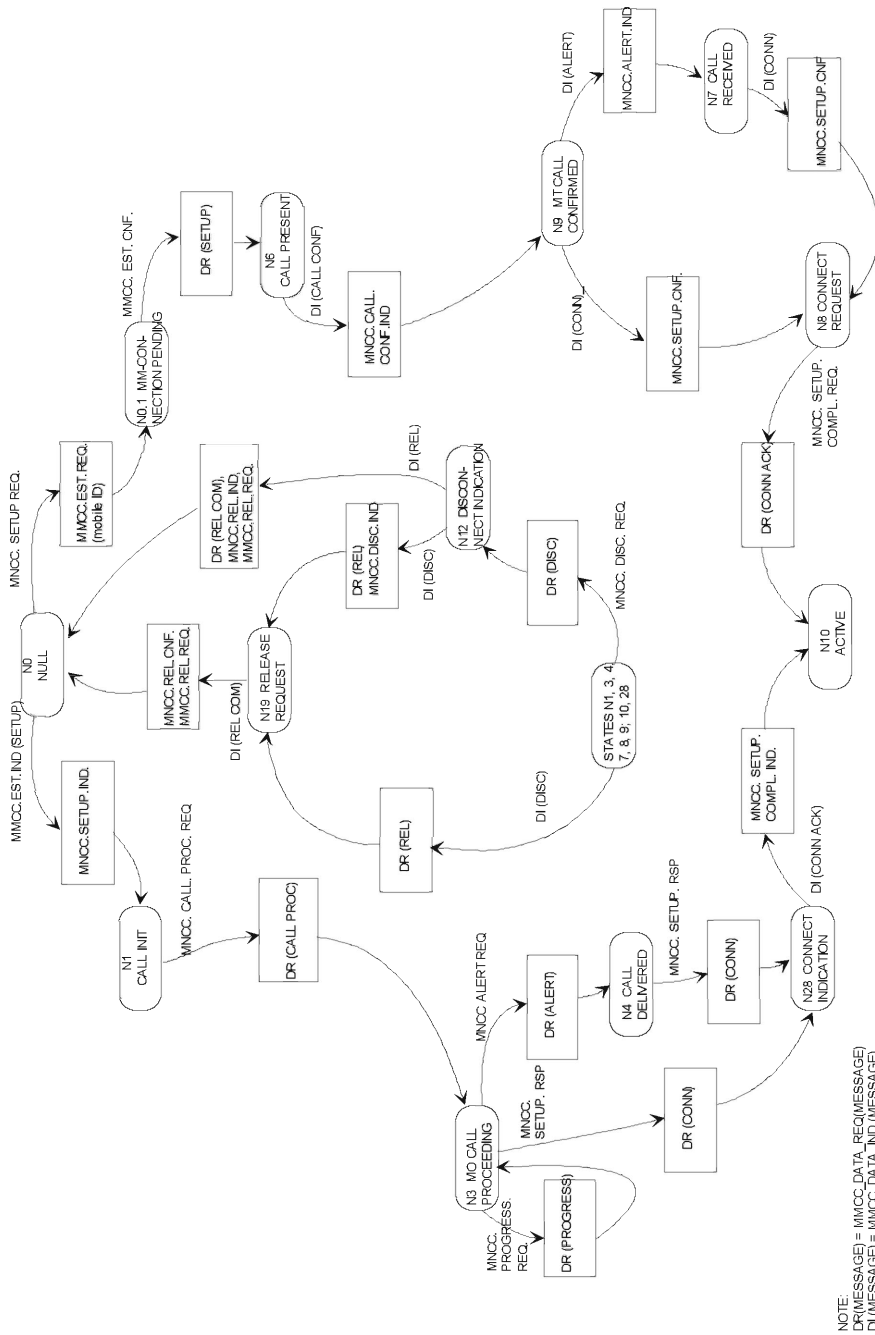 MMCC.EST.IND (SETUP)
N0
NULL
MNCC. SETUP REQ.
MNCC.SETUP.IND.
MMCC.EST.REQ.
(mobile ID)
N1
CALL INIT
MNCC. CALL. PROC. REQ
N0.1 MM-CON-
NECTION PENDING
MMCC. EST. CNF.
DR (SETUP)
N6
CALL PRESENT
DI (CALL CONF)
MNCC. CALL.
CONF.IND
DR (CALL PROC)
MNCC.REL.CNF.
MMCC.REL REQ.
DI (REL COM)
N19 RELEASE
REQUEST
DR (REL COM),
MNCC.REL.IND,
MMCC.REL.REQ.
DR (REL)
MNCC.DISC.IND
DI (DISC)
DI (REL)
N12 DISCON-
NECT INDICATION
DR (REL)
DR (DISC)
DI (DISC)
MNCC. DISC. REQ.
STATES N1, 3, 4,
7, 8, 9; 10, 28
N3 MO CALL
PROCEEDING
MNCC ALERT REQ
MNCC.
SETUP. RSP
MNCC.
PROGRESS.
REQ.
DR (PROGRESS)
DR (ALERT)
N4 CALL
DELIVERED
MNCC. SETUP. RSP
DR (CONN)
DR (CONN)
N28 CONNECT
INDICATION
DI (CONN ACK)
MNCC. SETUP.
COMPL. IND.
N10
ACTIVE
DR (CONN ACK)
MNCC. SETUP.
COMPL. REQ.
N9 MT CALL
CONFIRMED
DI (ALERT)
MNCC.ALERT.IND
N7 CALL
RECEIVED
DI (CONN)
MNCC.SETUP.CNF
DI (CONN)
MNCC.SETUP.CNF.
N8 CONNECT
REQUEST
NOTE:
DR(MESSAGE) = MMCC_DATA_REQ(MESSAGE)
DI (MESSAGE) = MMCC_DATA_IND (MESSAGE)